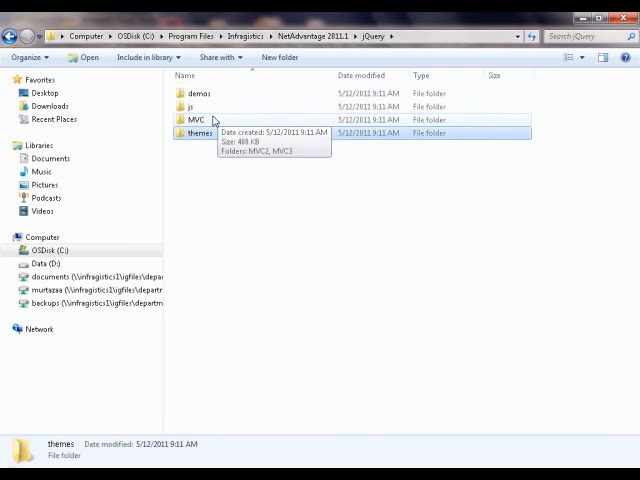 Computer ▸ OSDisk (C:) ▸ Program Files ▸ Infragistics ▸ NetAdvantage 2011.1 ▸ jQuery ▸
Search jQuery
Organize ▾ Open Include in library ▾ Share with ▾ New folder
Name Date modified Type Size
Favorites
Desktop
Downloads
Recent Places
Libraries
Documents
Music
Pictures
Podcasts
Videos
Computer
OSDisk (C:)
Data (D:)
documents (\\infragistics1\igfiles\depar
murtazaa (\\infragistics1\igfiles\departr
backups (\\infragistics1\igfiles\departm
Network
demos 5/12/2011 9:11 AM File folder
js 5/12/2011 9:11 AM File folder
MVC 5/12/2011 9:11 AM File folder
themes 5/12/2011 9:11 AM File folder
Date created: 5/12/2011 9:11 AM
Size: 488 KB
Folders: MVC2, MVC3
themes Date modified: 5/12/2011 9:11 AM
File folder